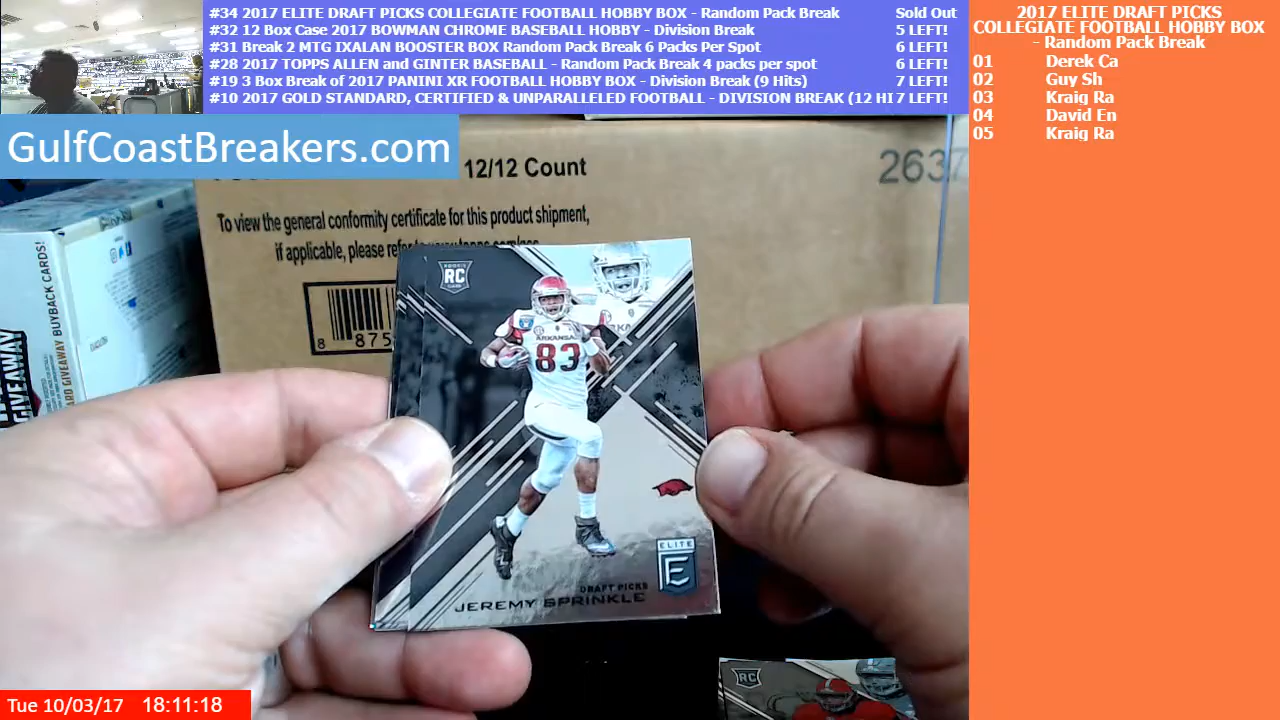 #34 2017 ELITE DRAFT PICKS COLLEGIATE FOOTBALL HOBBY BOX - Random Pack Break Sold Out
#32 12 Box Case 2017 BOWMAN CHROME BASEBALL HOBBY - Division Break 5 LEFT!
#31 Break 2 MTG IXALAN BOOSTER BOX Random Pack Break 6 Packs Per Spot 6 LEFT!
#28 2017 TOPPS ALLEN and GINTER BASEBALL - Random Pack Break 4 packs per spot 6 LEFT!
#19 3 Box Break of 2017 PANINI XR FOOTBALL HOBBY BOX - Division Break (9 Hits) 7 LEFT!
#10 2017 GOLD STANDARD, CERTIFIED & UNPARALLELED FOOTBALL - DIVISION BREAK (12 HI 7 LEFT!
2017 ELITE DRAFT PICKS
COLLEGIATE FOOTBALL HOBBY BOX
- Random Pack Break
01 Derek Ca
02 Guy Sh
03 Kraig Ra
04 David En
05 Kraig Ra
GulfCoastBreakers.com
12/12 Count
2637
To view the general conformity certificate for this product shipment,
if applicable, please
8 875
BUYBACK CARDS!
GIVEAWAY
RC
ARKANSAS
83
ELITE
E
DRAFT PICKS
JEREMY SPRINKLE
RC
Tue 10/03/17 18:11:18